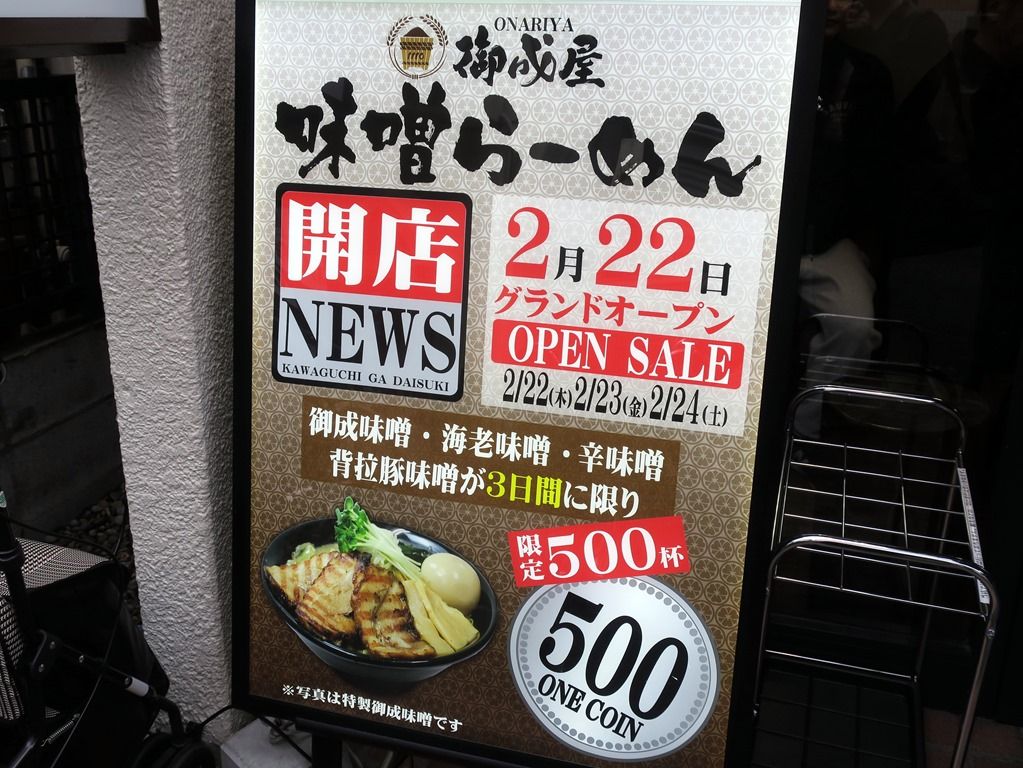 ONARIYA
御成屋
味噌らーめん
開店
NEWS
KAWAGUCHI GA DAISUKI
2月22日
グランドオープン
OPEN SALE
2/22(木)2/23(金)2/24(土)
御成味噌・海老味噌・辛味噌
背拉豚味噌が3日間に限り
限定500杯
500
ONE COIN
※写真は特製御成味噌です